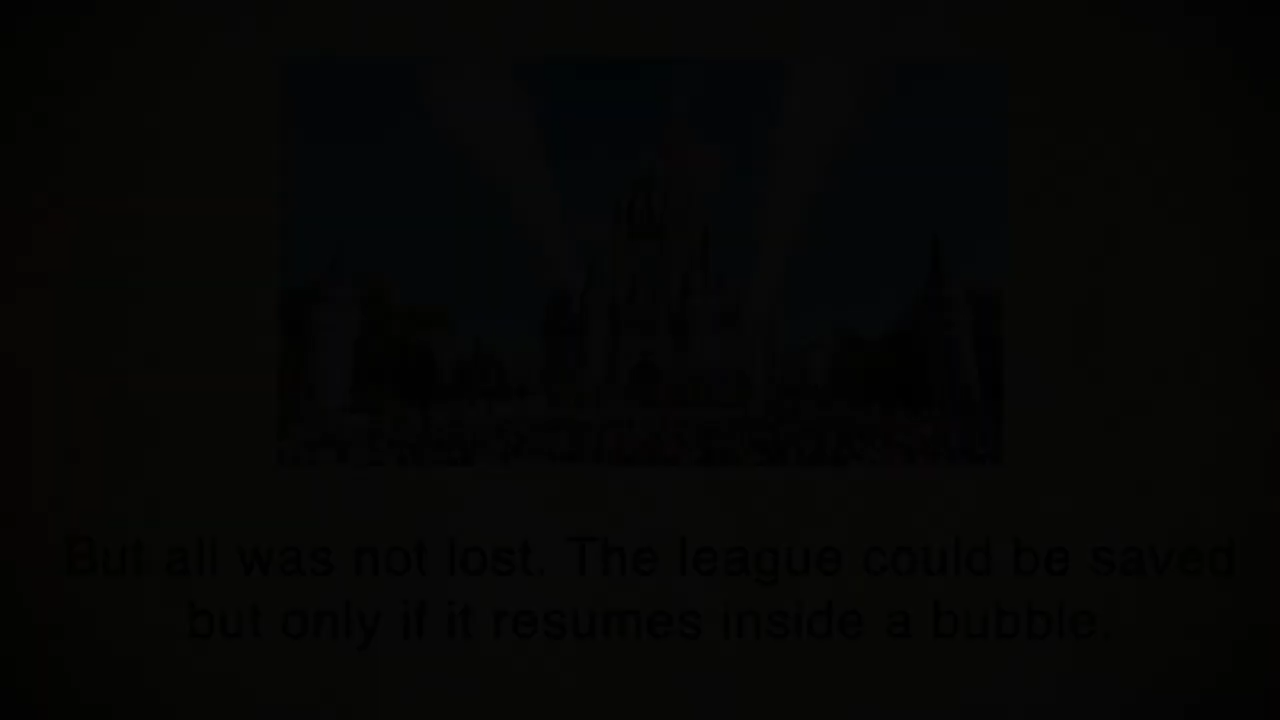 But all was not lost. The league could be saved
but only if it resumes inside a bubble.